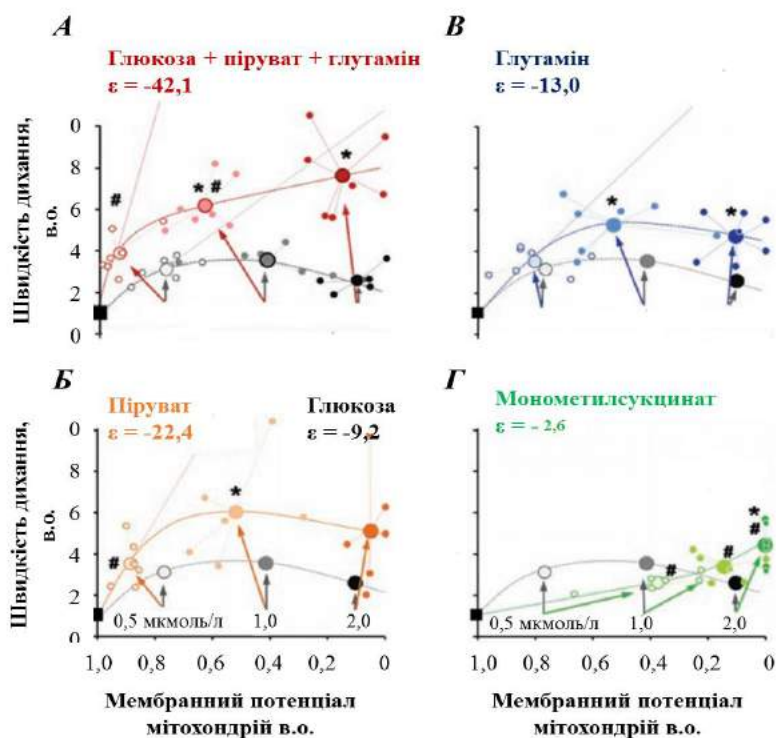 А
Глюкоза + піруват + глутамін
ε = -42,1
Швидкість дихання,
в.о.
0
8
6
4
2
0
#
* #
*
В
Глутамін
ε = -13,0
0
8
6
4
2
0
*
*
Б
Піруват
ε = -22,4
Глюкоза
ε = -9,2
Швидкість дихання,
в.о.
0
8
6
4
2
0
#
*
0,5 мкмоль/л
1,0
2,0
1,0 0,8 0,6 0,4 0,2 0
Мембранний потенціал
мітохондрій в.о.
Г
Монометилсукцинат
ε = - 2,6
0
8
6
4
2
0
#
#
*
#
0,5 мкмоль/л
1,0
2,0
1,0 0,8 0,6 0,4 0,2 0
Мембранний потенціал
мітохондрій в.о.